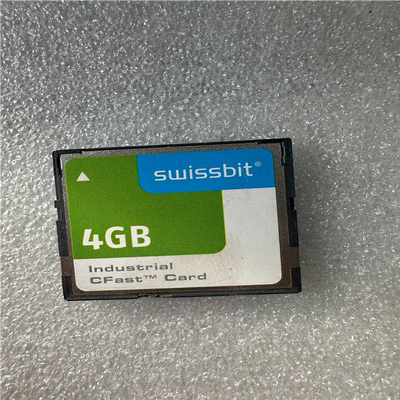 swissbit®
4GB
Industrial
CFast™ Card